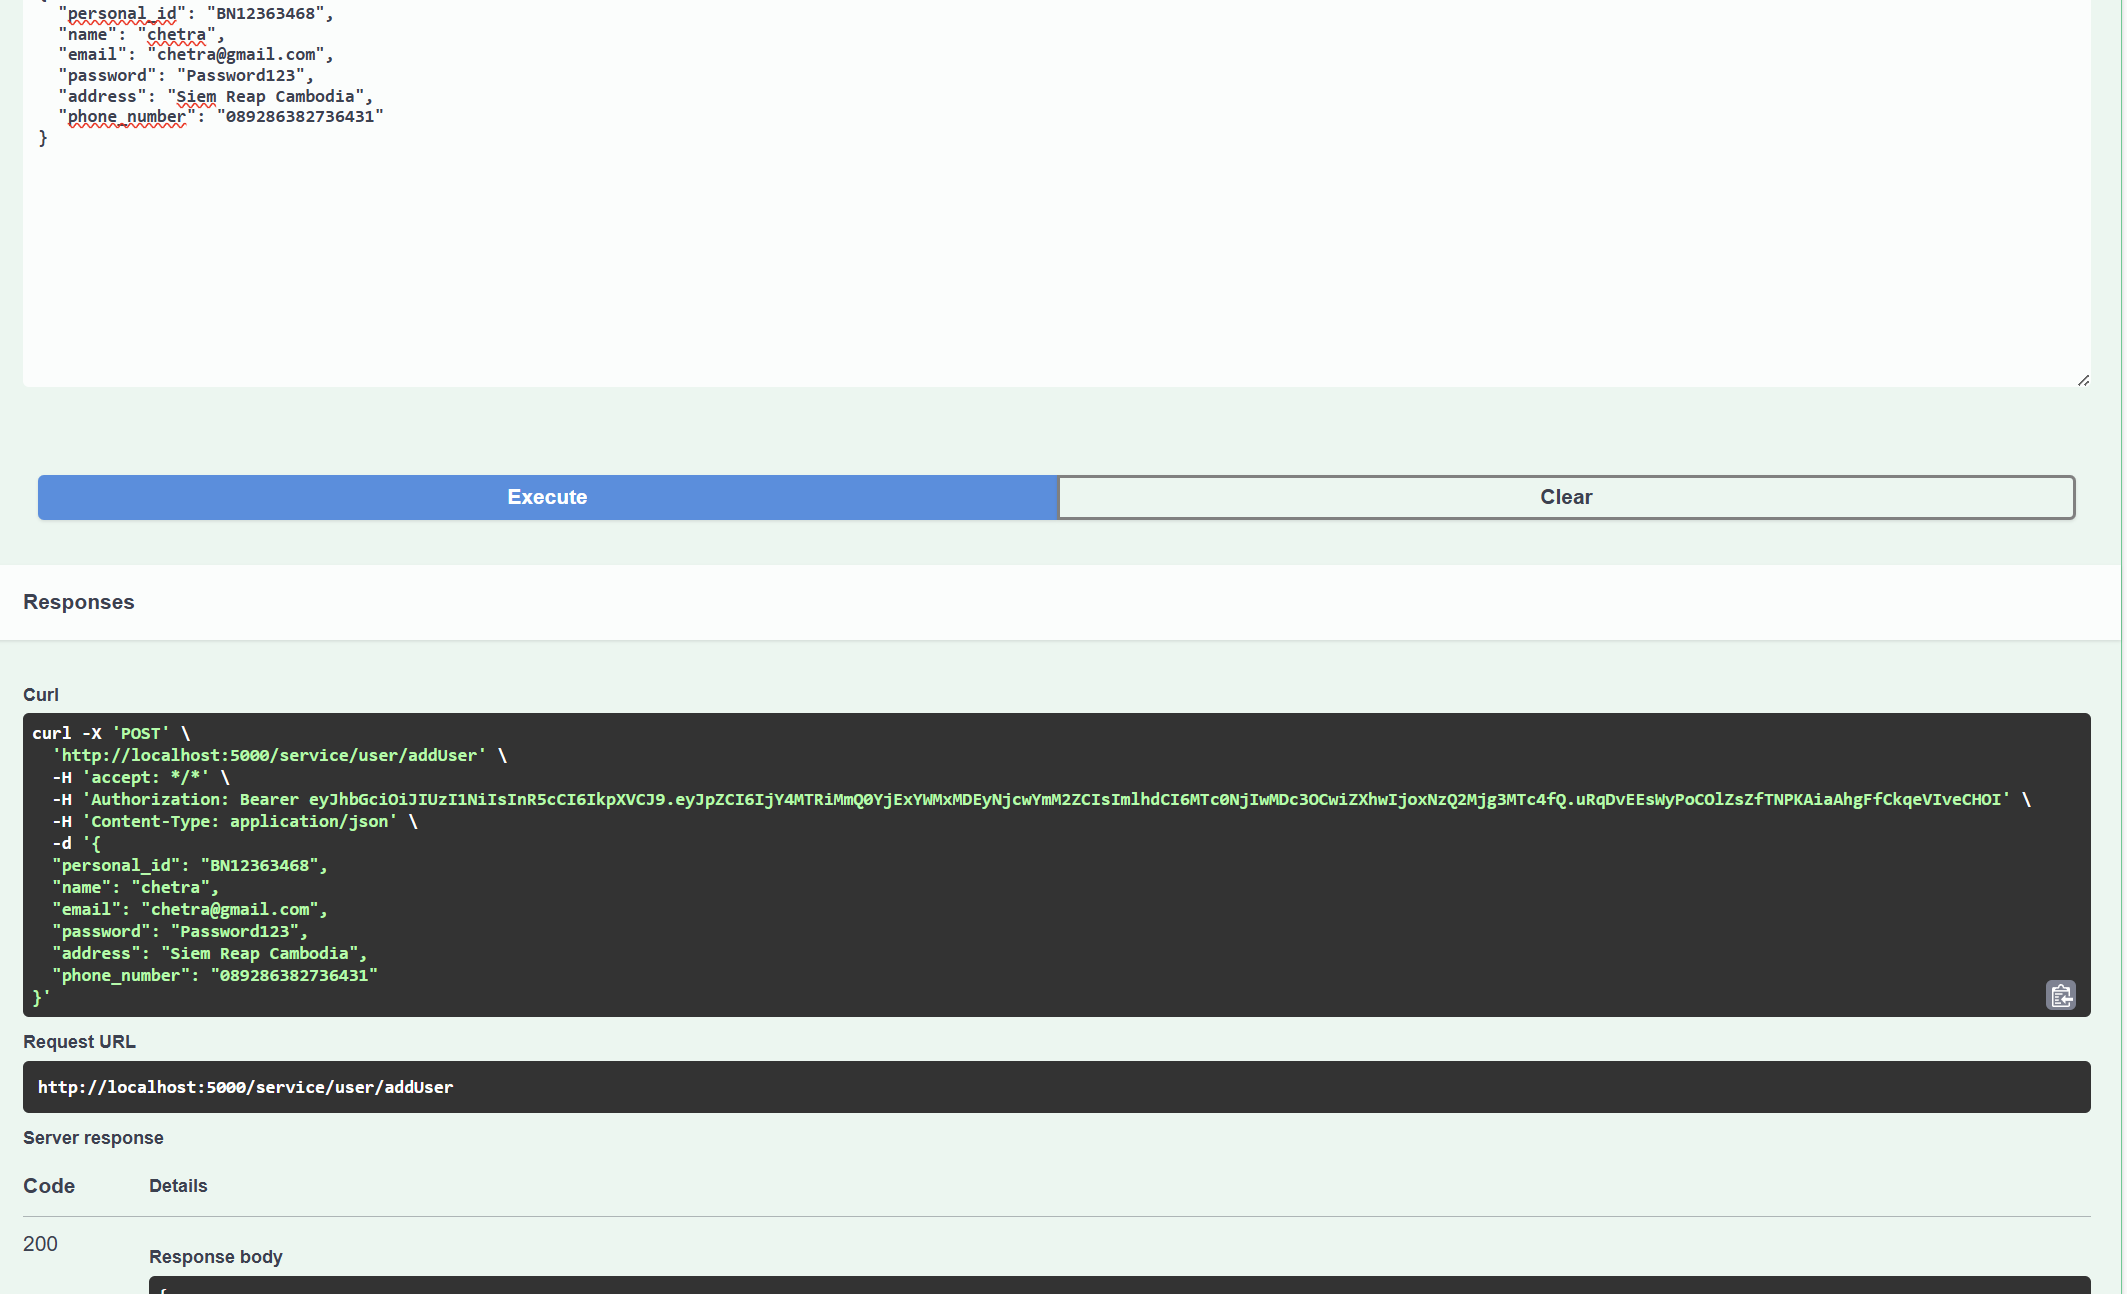 "personal_id": "BN12363468",
"name": "chetra",
"email": "chetra@gmail.com",
"password": "Password123",
"address": "Siem Reap Cambodia",
"phone_number": "089286382736431"
}
Execute
Clear
Responses
Curl
curl -X 'POST' \
'http://localhost:5000/service/user/addUser' \
-H 'accept: */*' \
-H 'Authorization: Bearer eyJhbGciOiJIUzI1NiIsInR5cCI6IkpXVCJ9.eyJpZCI6IjY4MTRiMmQ0YjExYWMxMDEyNjcwYmM2ZCIsImlhdCI6MTc0NjIwMDc3OCwiZXhwIjoxNzQ2Mjg3MTc4fQ.uRqDvEEsWyPoCOlZsZfTNPKAiaAhgFfCkqeVIveCHOI' \
-H 'Content-Type: application/json' \
-d '{
"personal_id": "BN12363468",
"name": "chetra",
"email": "chetra@gmail.com",
"password": "Password123",
"address": "Siem Reap Cambodia",
"phone_number": "089286382736431"
}'
Request URL
http://localhost:5000/service/user/addUser
Server response
Code
Details
200
Response body